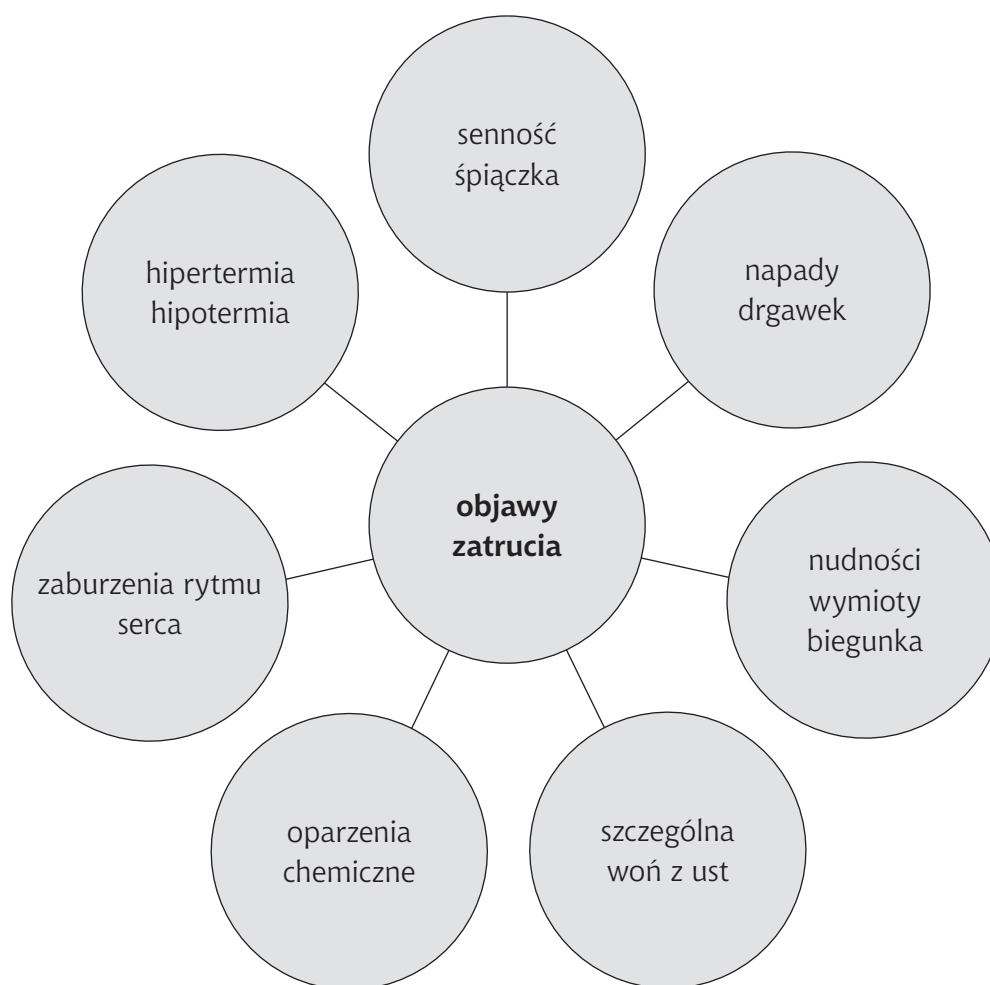 senność
śpiączka
hipertermia
hipotermia
napady
drgawek
objawy
zatrucia
zaburzenia rytmu
serca
nudności
wymioty
biegunka
oparzenia
chemiczne
szczególna
woń z ust